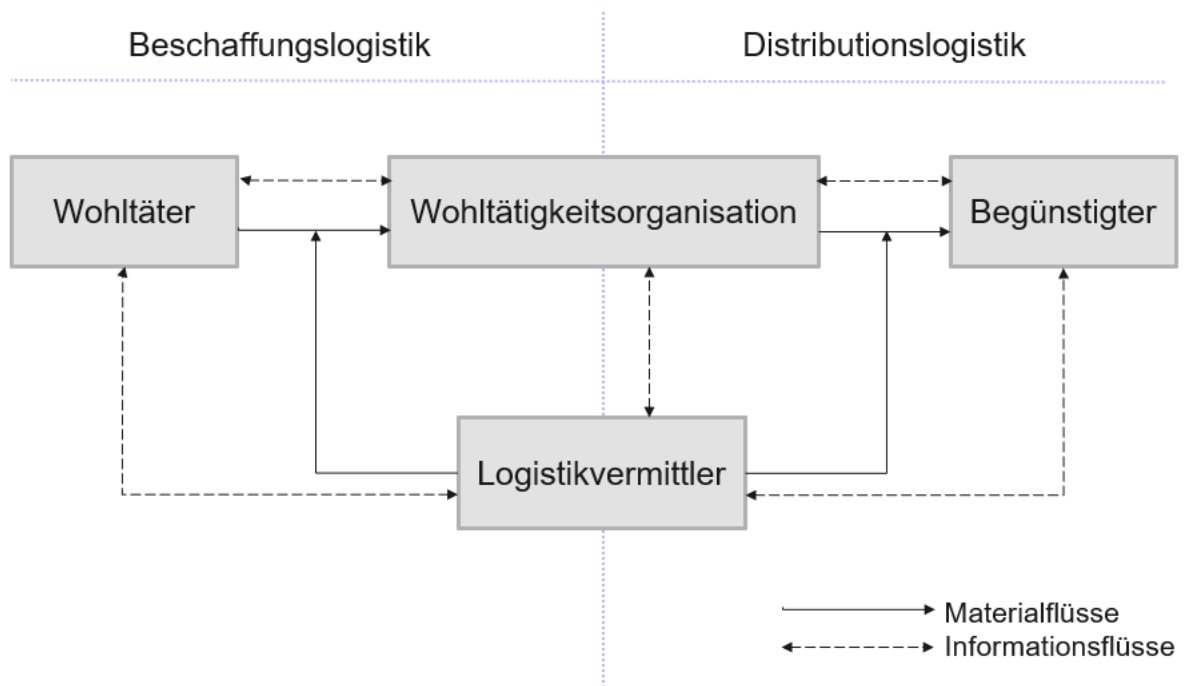 Beschaffungslogistik
Distributionslogistik
Wohltäter
Wohltätigkeitsorganisation
Begünstigter
Logistikvermittler
Materialflüsse
Informationsflüsse